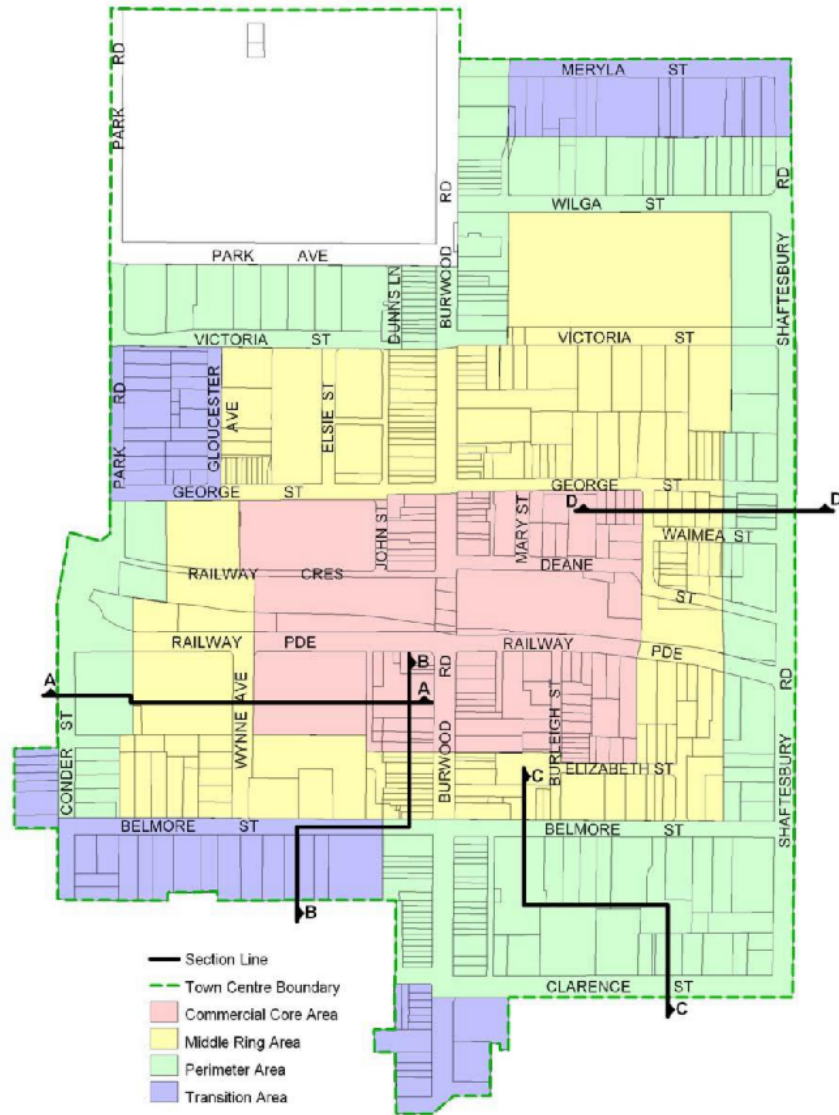 PARK RD
MERYLA ST
RD
RD
WILGA ST
PARK AVE
DUNNS LN
BURWOOD
SHAFTESBURY
VICTORIA ST
VICTORIA ST
PARK RD
GLOUCESTER AVE
ELSIE ST
GEORGE ST
GEORGE ST
D
D
JOHN ST
MARY ST
WAIMEA ST
RAILWAY CRES
DEANE ST
RAILWAY PDE
RAILWAY PDE
B
A
A
RD
RD
CONDER ST
WYNNE AVE
BURWOOD
BURLEIGH ST
C
ELIZABETH ST
SHAFTESBURY
BELMORE ST
BELMORE ST
B
CLARENCE ST
C
Section Line
Town Centre Boundary
Commercial Core Area
Middle Ring Area
Perimeter Area
Transition Area